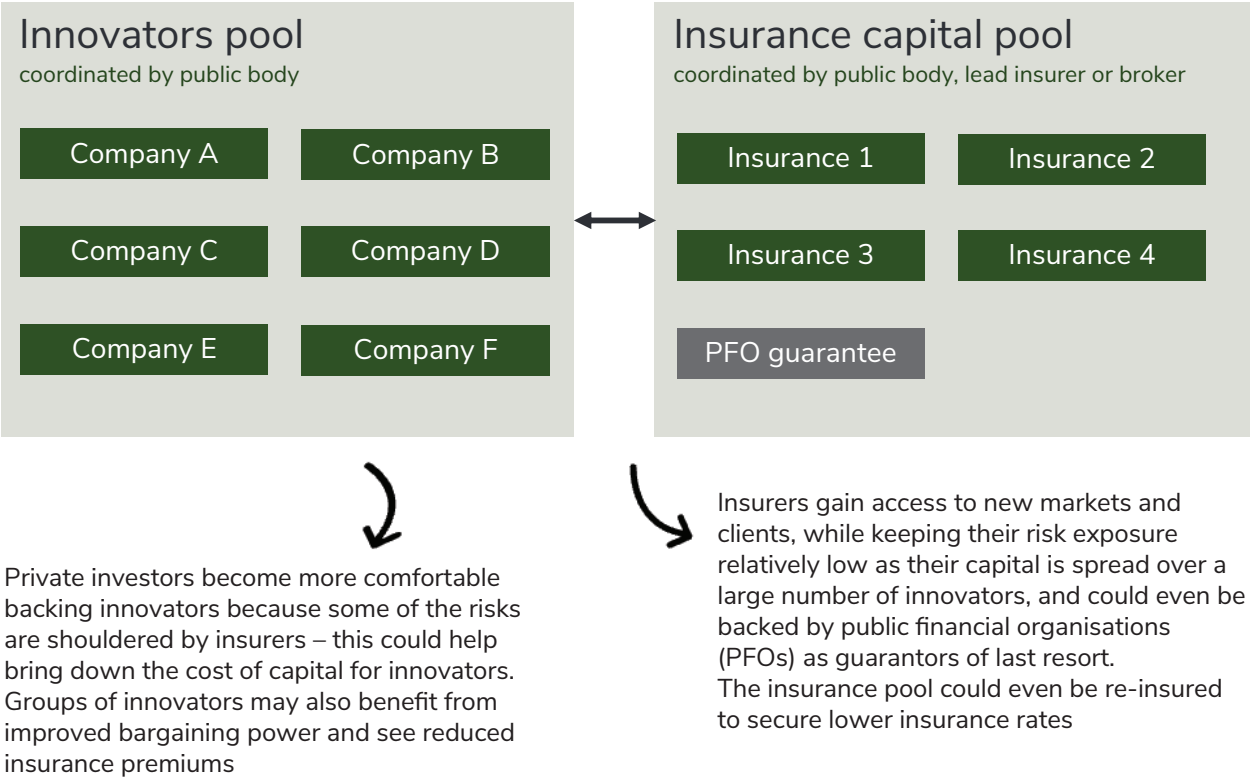 Innovators pool
coordinated by public body
Company A
Company B
Company C
Company D
Company E
Company F
Insurance capital pool
coordinated by public body, lead insurer or broker
Insurance 1
Insurance 2
Insurance 3
Insurance 4
PFO guarantee
Private investors become more comfortable
backing innovators because some of the risks
are shouldered by insurers – this could help
bring down the cost of capital for innovators.
Groups of innovators may also benefit from
improved bargaining power and see reduced
insurance premiums
Insurers gain access to new markets and
clients, while keeping their risk exposure
relatively low as their capital is spread over a
large number of innovators, and could even be
backed by public financial organisations
(PFOs) as guarantors of last resort.
The insurance pool could even be re-insured
to secure lower insurance rates